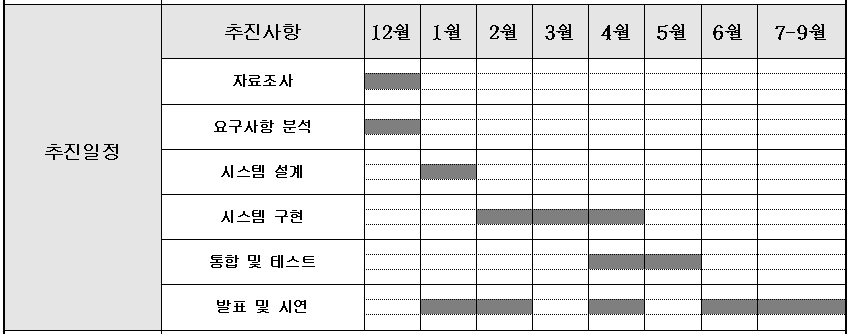 추진사항 12월 1월 2월 3월 4월 5월 6월 7-9월
자료조사
요구사항 분석
추진일정
시스템 설계
시스템 구현
통합 및 테스트
발표 및 시연